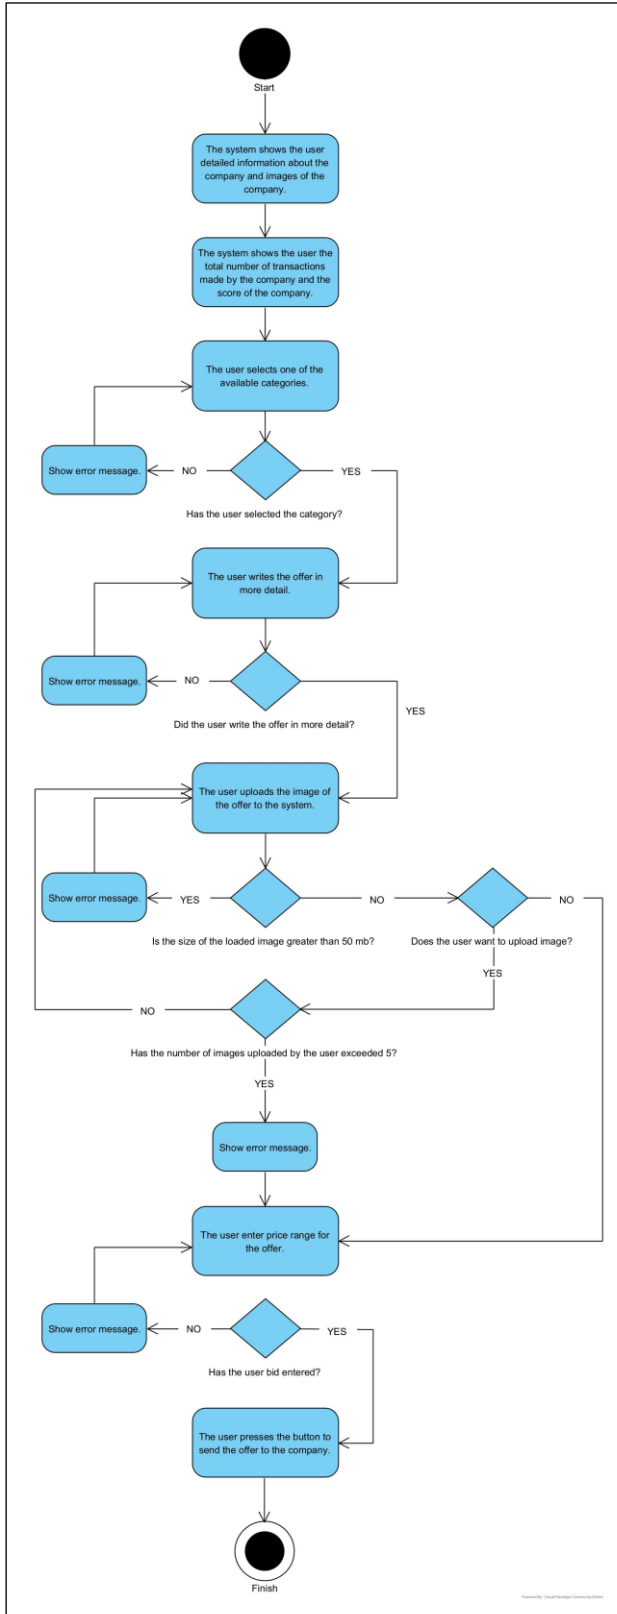 Start
The system shows the user
detailed information about the
company and images of the
company.
The system shows the user the
total number of transactions
made by the company and the
score of the company.
The user selects one of the
available categories.
Show error message.
NO
YES
Has the user selected the category?
The user writes the offer in
more detail.
Show error message.
NO
YES
Did the user write the offer in more detail?
The user uploads the image of
the offer to the system.
Show error message.
YES
NO
NO
Is the size of the loaded image greater than 50 mb?
Does the user want to upload image?
YES
NO
Has the number of images uploaded by the user exceeded 5?
YES
Show error message.
The user enter price range for
the offer.
Show error message.
NO
YES
Has the user bid entered?
The user presses the button to
send the offer to the company.
Finish
Powered By Visual Paradigm Community Edition